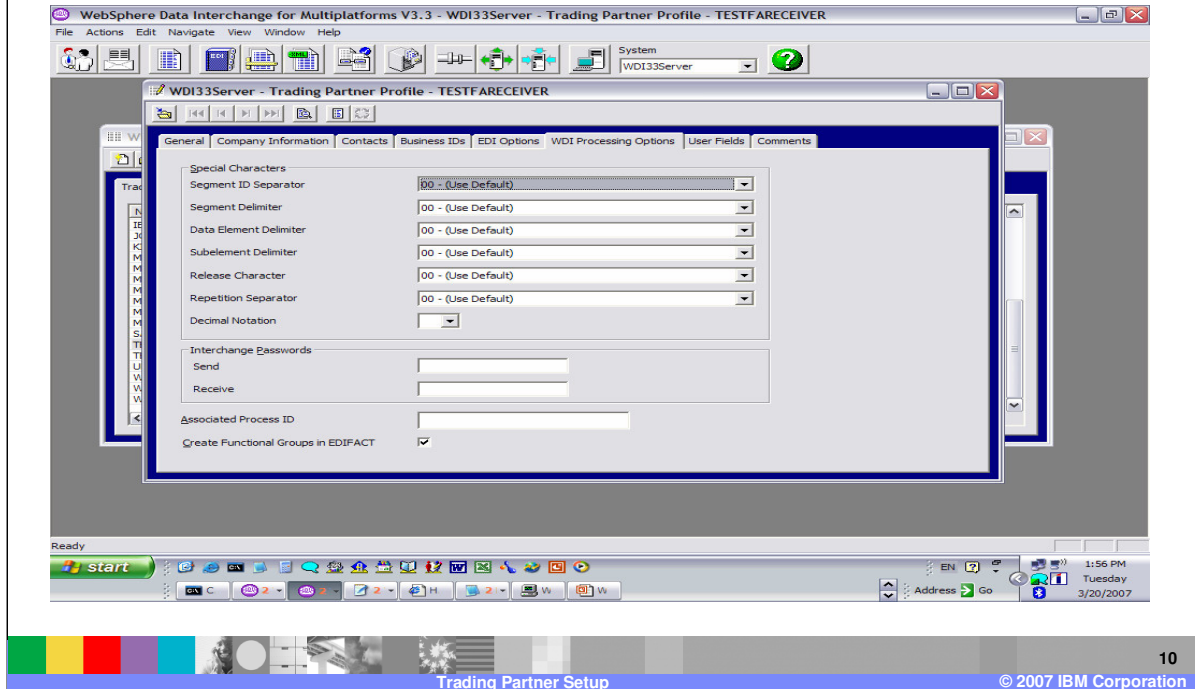 WebSphere Data Interchange for Multiplatforms V3.3 - WDI33Server - Trading Partner Profile - TESTFARECEIVER
File Actions Edit Navigate View Window Help
System
WDI33Server
WDI33Server - Trading Partner Profile - TESTFARECEIVER
General Company Information Contacts Business IDs EDI Options WDI Processing Options User Fields Comments
Special Characters
Segment ID Separator 00 - (Use Default)
Segment Delimiter 00 - (Use Default)
Data Element Delimiter 00 - (Use Default)
Subelement Delimiter 00 - (Use Default)
Release Character 00 - (Use Default)
Repetition Separator 00 - (Use Default)
Decimal Notation
Interchange Passwords
Send
Receive
Associated Process ID
Create Functional Groups in EDIFACT
Ready
start
EN
1:56 PM
Tuesday
3/20/2007
C 2 2 H 2 W W
Address Go
10
Trading Partner Setup
© 2007 IBM Corporation